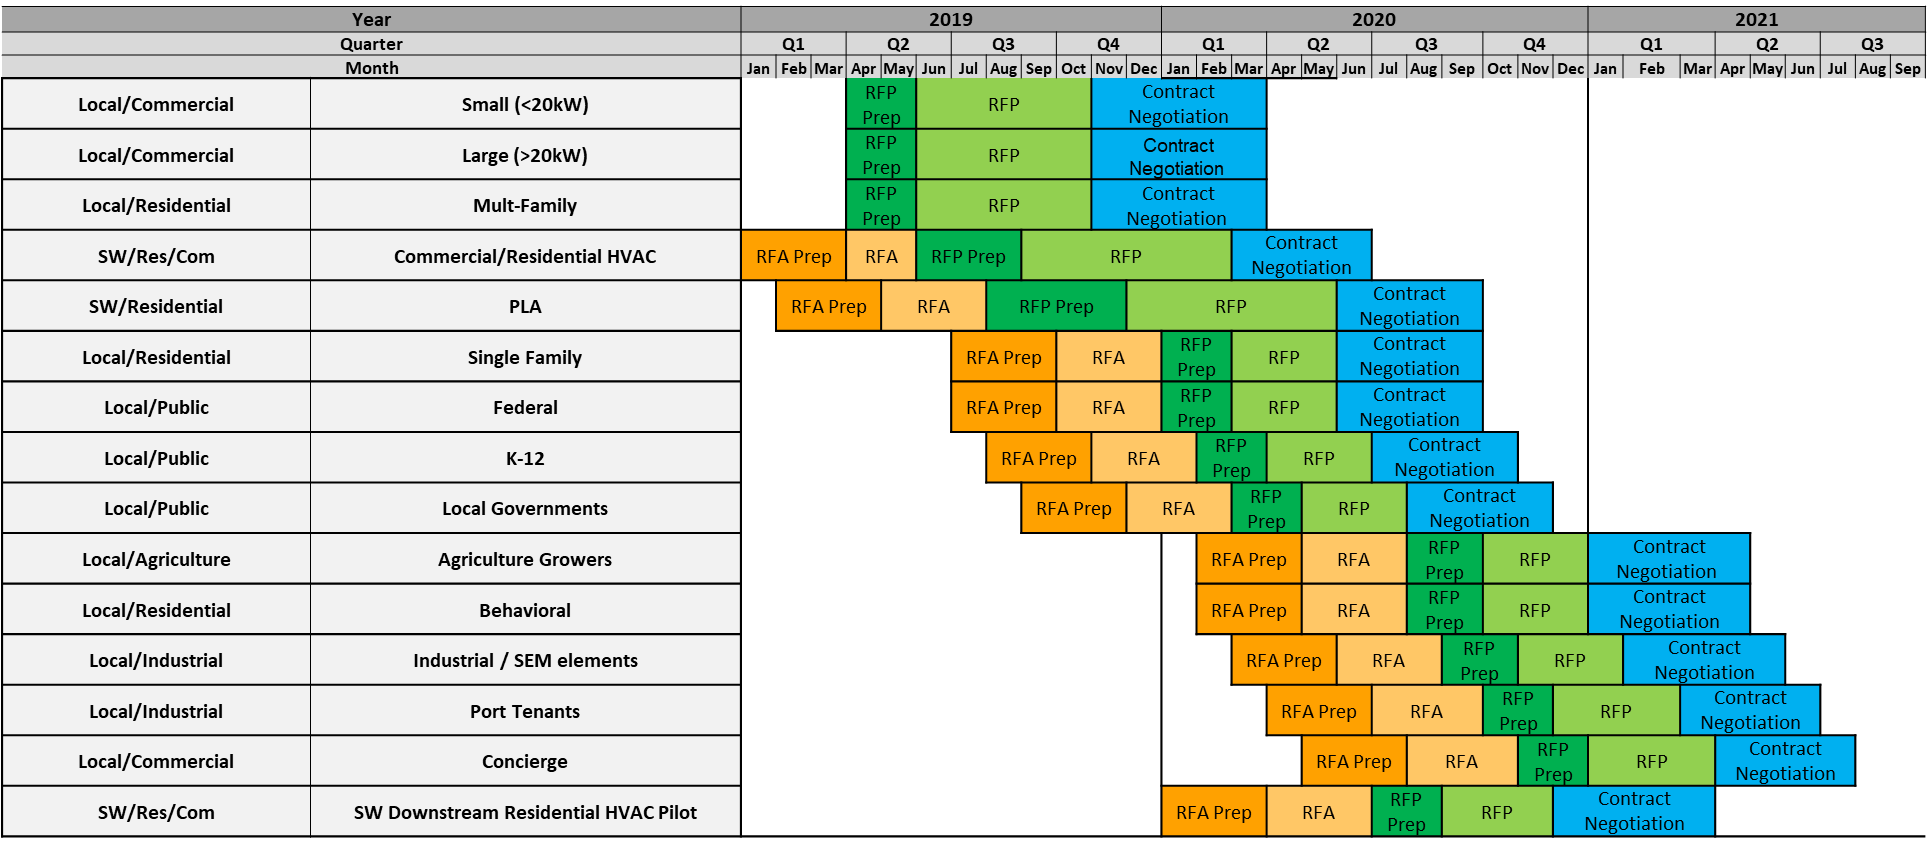 Year 2019 2020 2021
Quarter Q1 Q2 Q3 Q4 Q1 Q2 Q3 Q4 Q1 Q2 Q3
Month Jan Feb Mar Apr May Jun Jul Aug Sep Oct Nov Dec Jan Feb Mar Apr May Jun Jul Aug Sep Oct Nov Dec Jan Feb Mar Apr May Jun Jul Aug Sep
Local/Commercial Small (<20kW) RFP Prep RFP Contract Negotiation
Local/Commercial Large (>20kW) RFP Prep RFP Contract Negotiation
Local/Residential Mult-Family RFP Prep RFP Contract Negotiation
SW/Res/Com Commercial/Residential HVAC RFA Prep RFA RFP Prep RFP Contract Negotiation
SW/Residential PLA RFA Prep RFA RFP Prep RFP Contract Negotiation
Local/Residential Single Family RFA Prep RFA RFP Prep RFP Contract Negotiation
Local/Public Federal RFA Prep RFA RFP Prep RFP Contract Negotiation
Local/Public K-12 RFA Prep RFA RFP Prep RFP Contract Negotiation
Local/Public Local Governments RFA Prep RFA RFP Prep RFP Contract Negotiation
Local/Agriculture Agriculture Growers RFA Prep RFA RFP Prep RFP Contract Negotiation
Local/Residential Behavioral RFA Prep RFA RFP Prep RFP Contract Negotiation
Local/Industrial Industrial / SEM elements RFA Prep RFA RFP Prep RFP Contract Negotiation
Local/Industrial Port Tenants RFA Prep RFA RFP Prep RFP Contract Negotiation
Local/Commercial Concierge RFA Prep RFA RFP Prep RFP Contract Negotiation
SW/Res/Com SW Downstream Residential HVAC Pilot RFA Prep RFA RFP Prep RFP Contract Negotiation